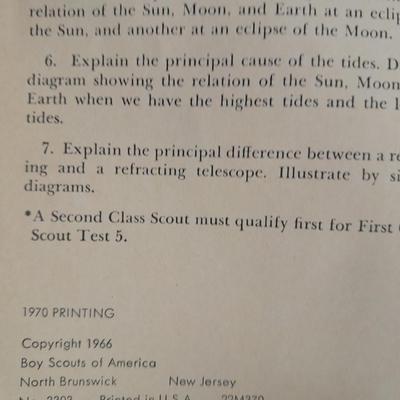 relation of the Sun, Moon, and Earth at an
the Sun, and another at an eclipse of the Moon.
6. Explain the principal cause of the tides.
diagram showing the relation of the Sun, Moon
Earth when we have the highest tides and the
tides.
7. Explain the principal difference between a
ing and a refracting telescope. Illustrate by
diagrams.
*A Second Class Scout must qualify first for First
Scout Test 5.
1970 PRINTING
Copyright 1966
Boy Scouts of America
North Brunswick New Jersey
No. Printed in U.S.A.